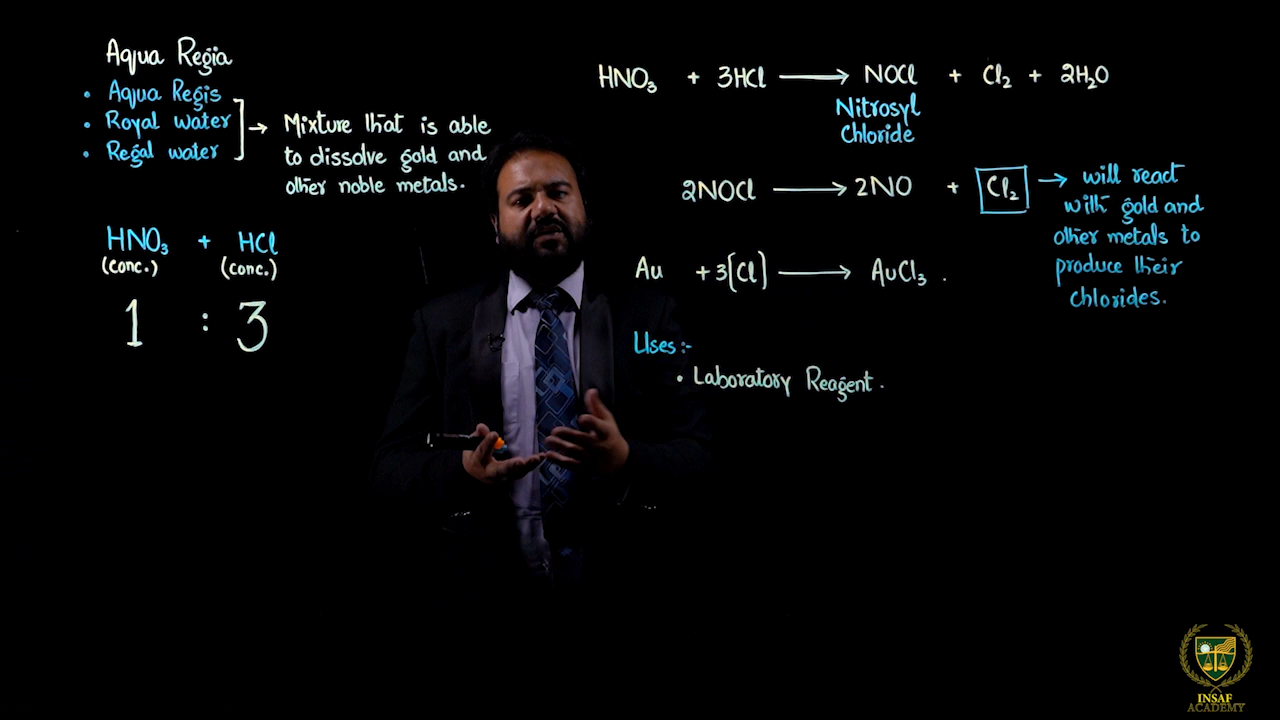 Aqua Regia
• Aqua Regis
• Royal water
• Regal water
→ Mixture that is able
to dissolve gold and
other noble metals.
HNO₃ + HCl
(conc.) (conc.)
1 : 3
HNO₃ + 3HCl ⟶ NOCl + Cl₂ + 2H₂O
Nitrosyl
Chloride
2NOCl ⟶ 2NO + Cl₂ → will react
with gold and
other metals to
produce their
chlorides.
Au + 3[Cl] ⟶ AuCl₃ .
Uses :-
• Laboratory Reagent .
INSAF
ACADEMY